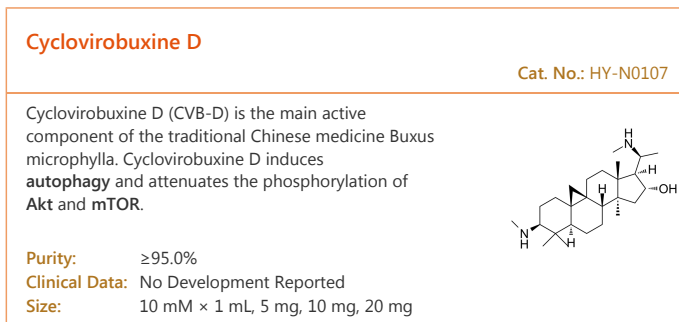 Cyclovirobuxine D
Cat. No.: HY-N0107
Cyclovirobuxine D (CVB-D) is the main active
component of the traditional Chinese medicine Buxus
microphylla. Cyclovirobuxine D induces
autophagy and attenuates the phosphorylation of
Akt and mTOR.
H
N
H
H
OH
N
H
H
Purity: ≥95.0%
Clinical Data: No Development Reported
Size: 10 mM × 1 mL, 5 mg, 10 mg, 20 mg